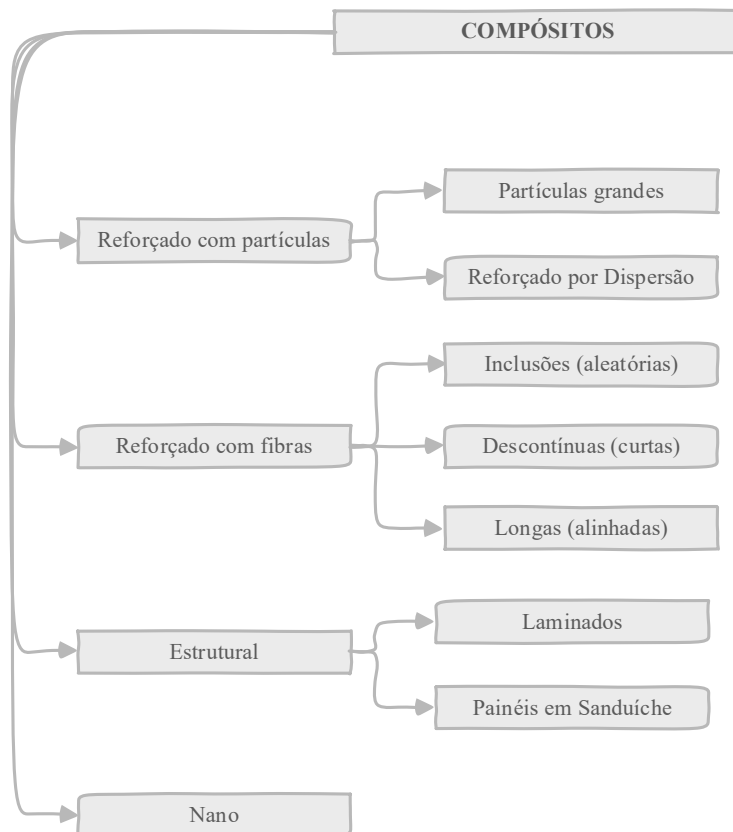 COMPÓSITOS
Reforçado com partículas
Partículas grandes
Reforçado por Dispersão
Reforçado com fibras
Inclusões (aleatórias)
Descontínuas (curtas)
Longas (alinhadas)
Estrutural
Laminados
Painéis em Sanduíche
Nano